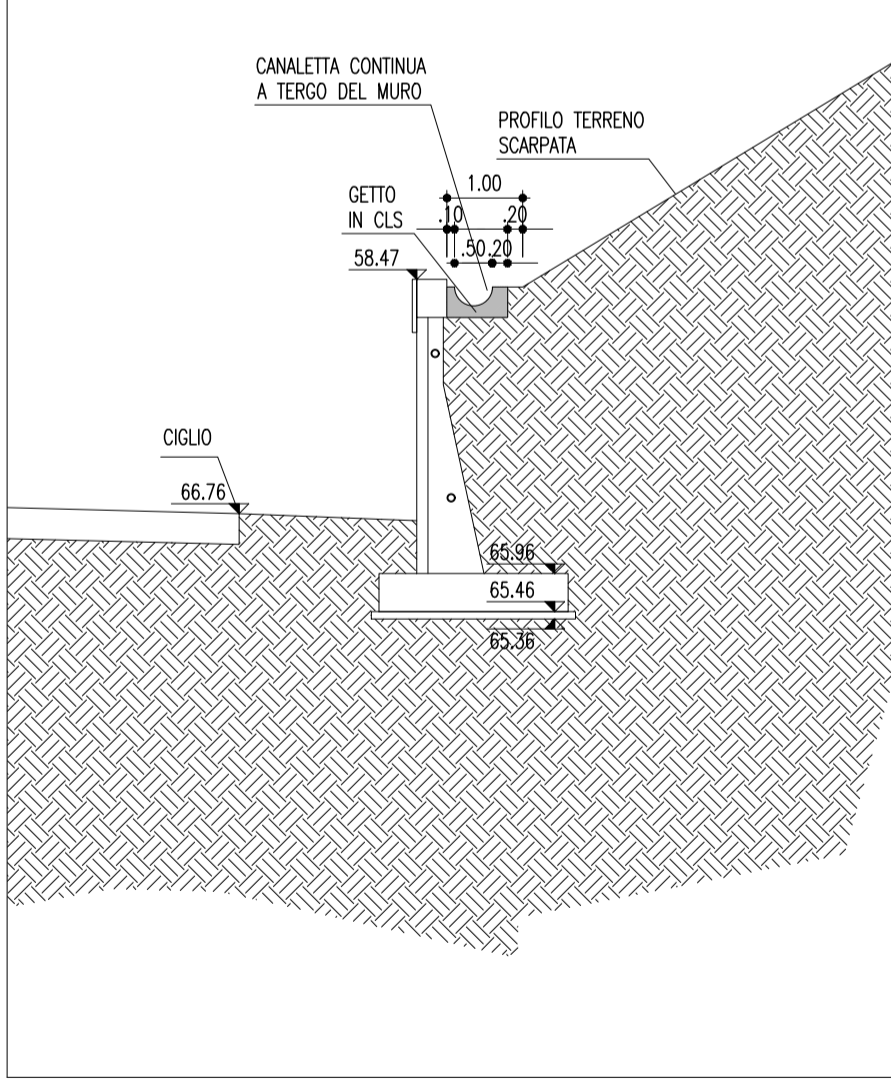 CANALETTA CONTINUA
A TERGO DEL MURO
PROFILO TERRENO
SCARPATA
1.00
GETTO
IN CLS
.10
.20
.50
.20
58.47
CIGLIO
66.76
65.96
65.46
65.36